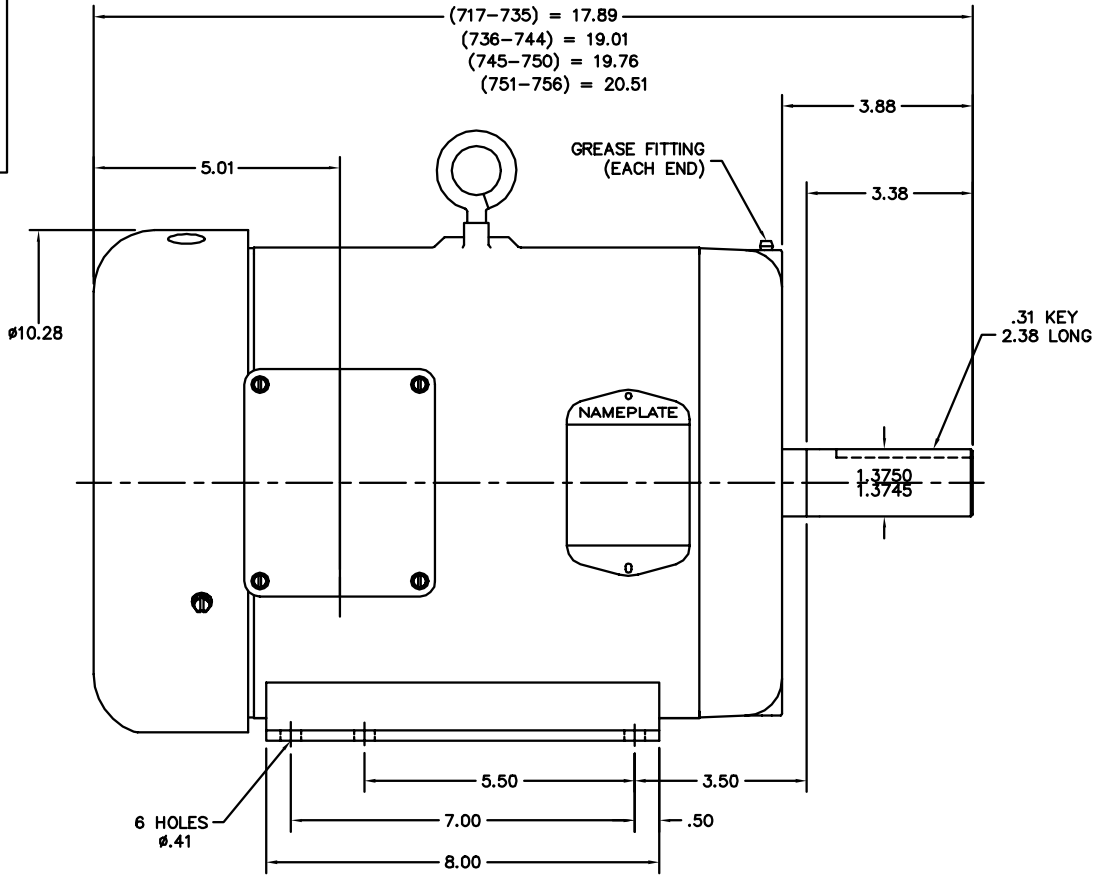 (717-735) = 17.89
(736-744) = 19.01
(745-750) = 19.76
(751-756) = 20.51
3.88
GREASE FITTING
(EACH END)
5.01
3.38
ø10.28
.31 KEY
2.38 LONG
NAMEPLATE
1.3750
1.3745
5.50
3.50
6 HOLES
ø.41
7.00
.50
8.00